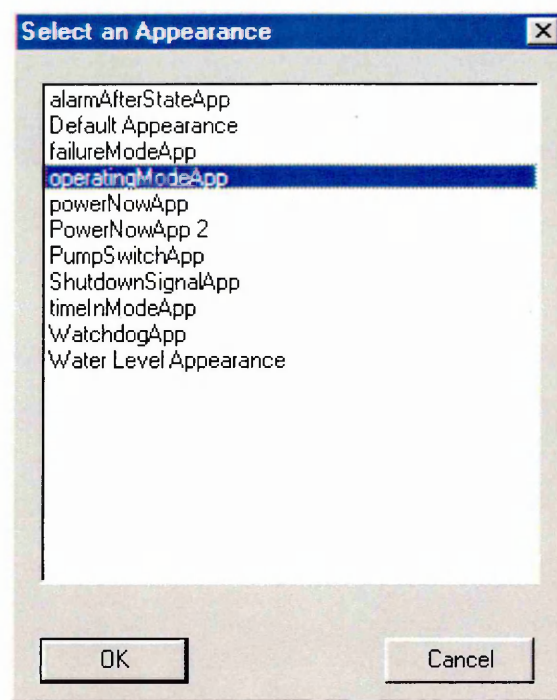 Select an Appearance
alarmAfterStateApp
Default Appearance
failureModeApp
operatingModeApp
powerNowApp
PowerNowApp 2
PumpSwitchApp
ShutdownSignalApp
timeInModeApp
WatchdogApp
Water Level Appearance
OK
Cancel